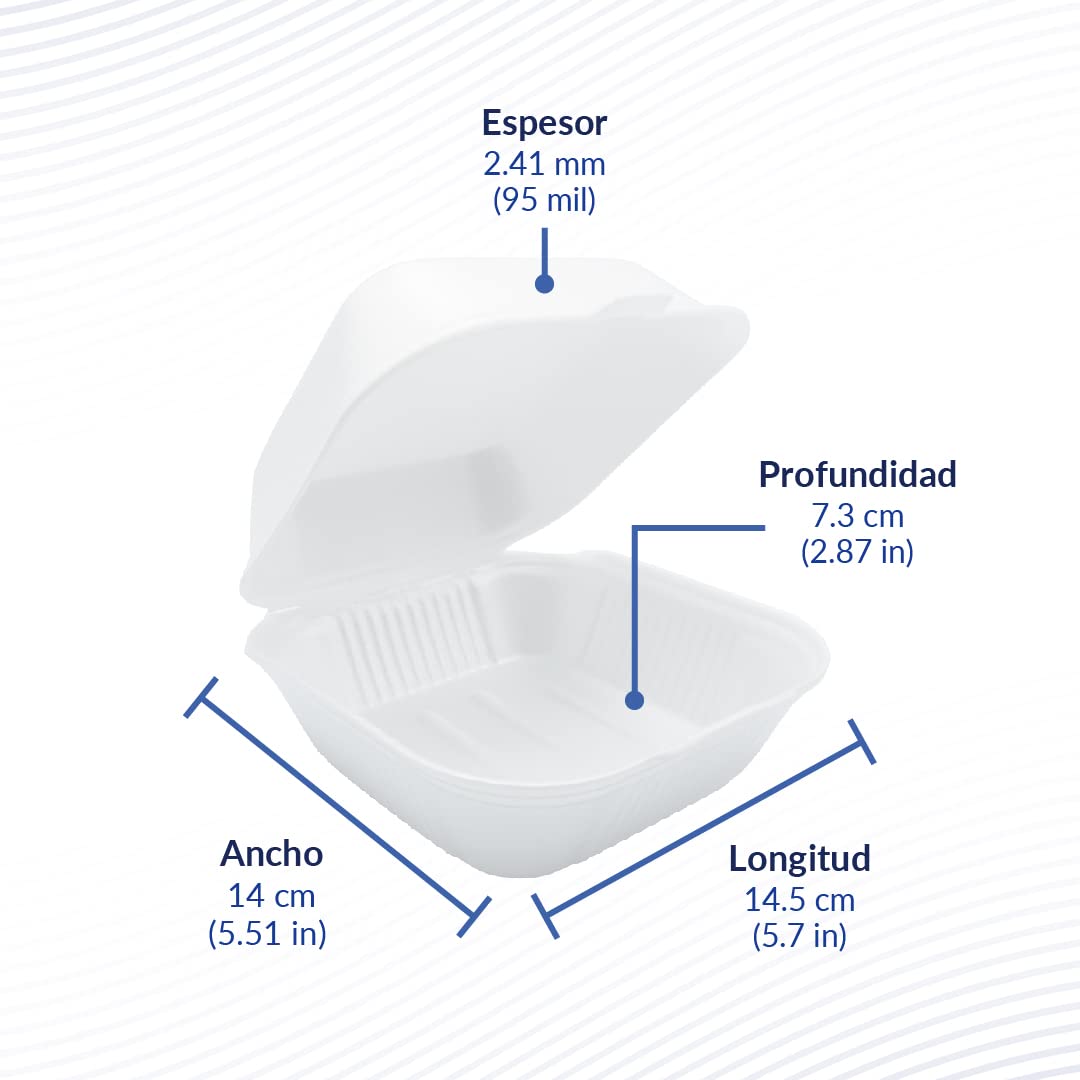 Espesor
2.41 mm
(95 mil)
Profundidad
7.3 cm
(2.87 in)
Ancho
14 cm
(5.51 in)
Longitud
14.5 cm
(5.7 in)